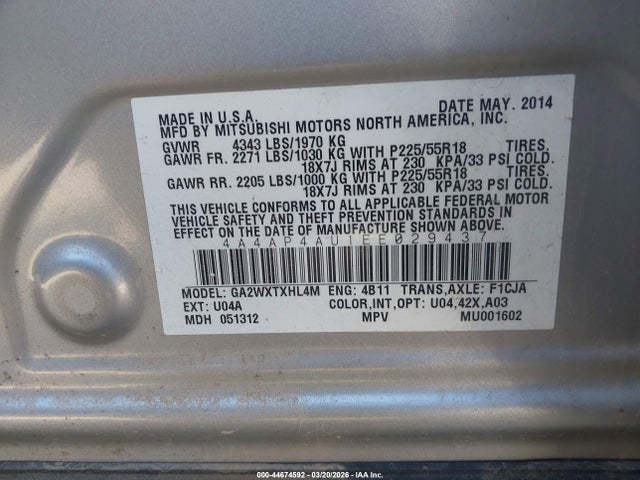 MADE IN U.S.A. DATE MAY. 2014
MFD BY MITSUBISHI MOTORS NORTH AMERICA, INC.
GVWR 4343 LBS/1970 KG
GAWR FR. 2271 LBS/1030 KG WITH P225/55R18 TIRES.
18X7J RIMS AT 230 KPA/33 PSI COLD.
GAWR RR. 2205 LBS/1000 KG WITH P225/55R18 TIRES.
18X7J RIMS AT 230 KPA/33 PSI COLD.
THIS VEHICLE CONFORMS TO ALL APPLICABLE FEDERAL MOTOR
VEHICLE SAFETY AND THEFT PREVENTION STANDARDS IN
EFFECT ON THE DATE OF MANUFACTURE SHOWN ABOVE.
4A4AP4AU1EE029437
MODEL: GA2WXTXHL4M ENG: 4B11 TRANS,AXLE: F1CJA
EXT: U04A COLOR,INT,OPT: U04,42X,A03
MDH 051312 MPV MU001602
000-44674592 - 03/20/2026 - IAA Inc.